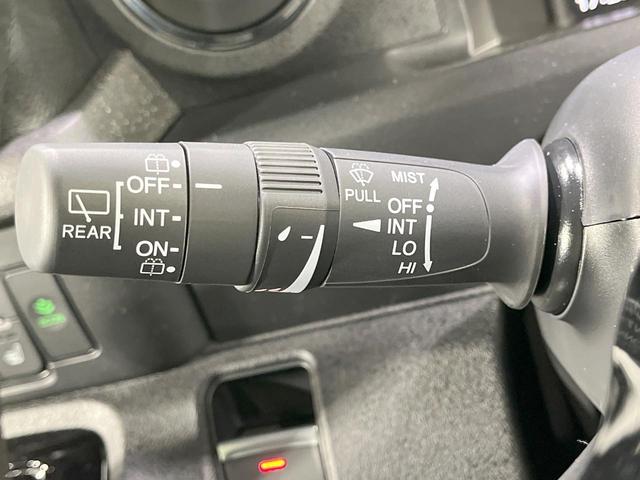 OFF
INT
ON
REAR
PULL
MIST
OFF
INT
LO
HI